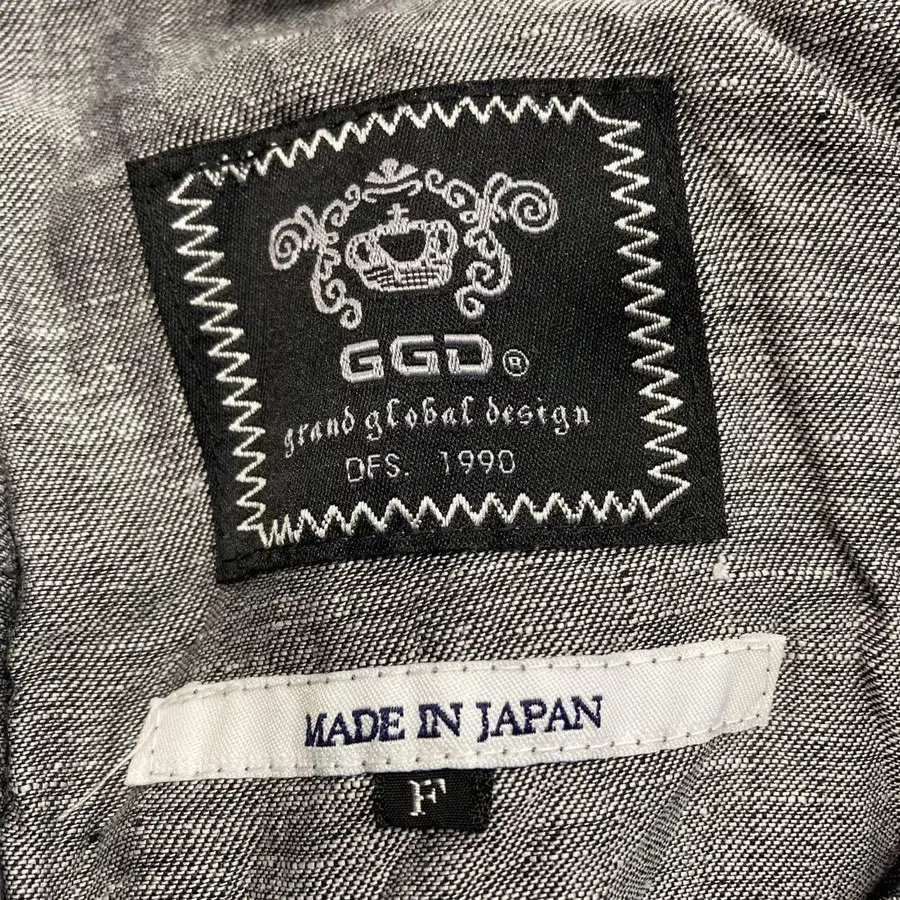 GGD®
grand global design
DFS. 1990
MADE IN JAPAN
F